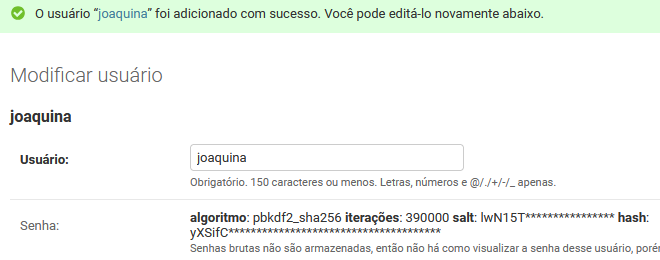 O usuário “joaquina” foi adicionado com sucesso. Você pode editá-lo novamente abaixo.
Modificar usuário
joaquina
Usuário: joaquina
Obrigatório. 150 caracteres ou menos. Letras, números e @/./+/-/_ apenas.
Senha: algoritmo: pbkdf2_sha256 iterações: 390000 salt: lwN15T**************** hash:
yXSifC**************************************
Senhas brutas não são armazenadas, então não há como visualizar a senha desse usuário, poré